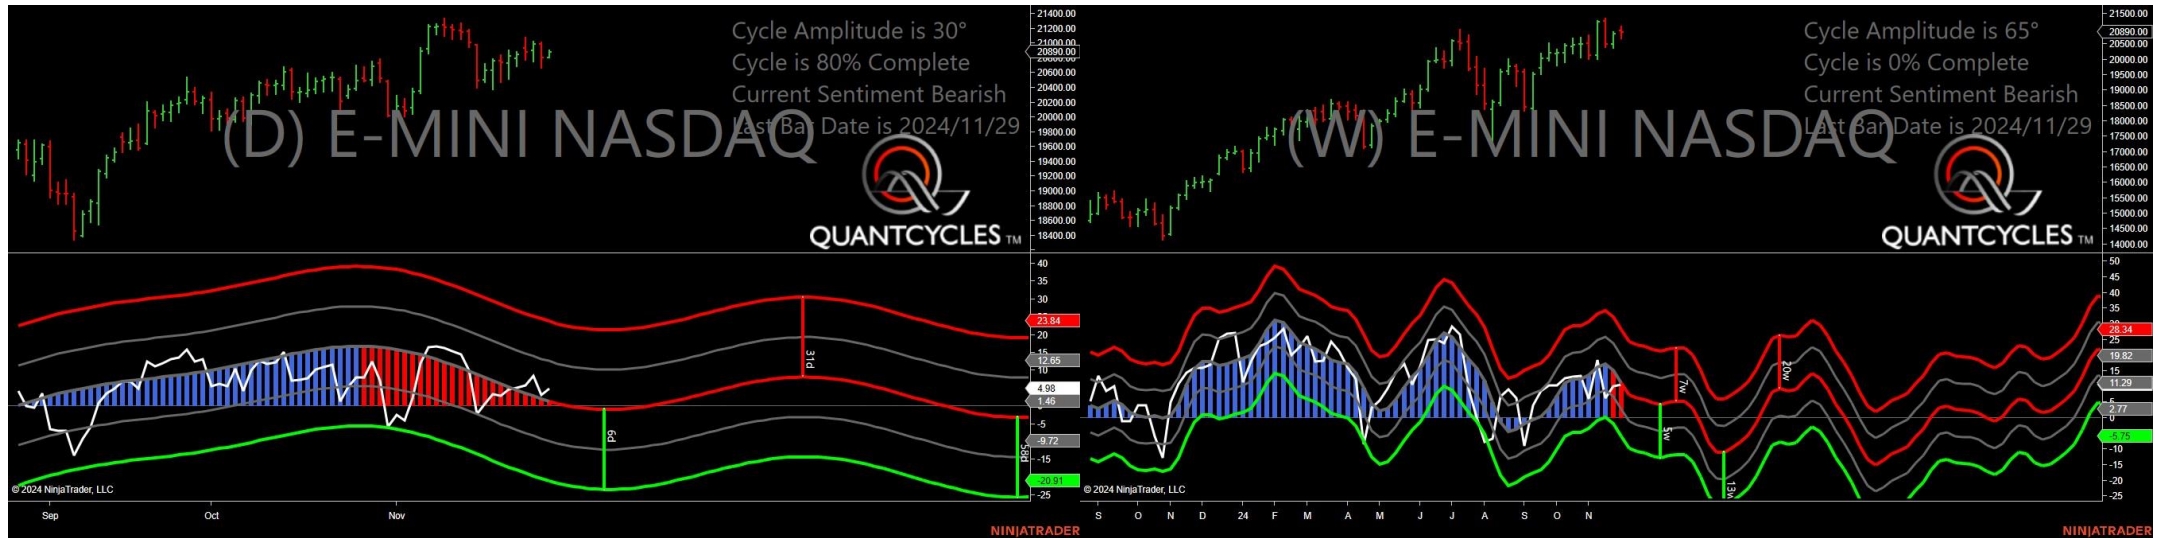 Cycle Amplitude is 30°
Cycle is 80% Complete
Current Sentiment Bearish
Last Bar Date is 2024/11/29
(D) E-MINI NASDAQ
QUANTCYCLES TM
21400.00
21000.00
20890.00
20600.00
20400.00
20200.00
20000.00
19800.00
19600.00
19400.00
19200.00
19000.00
18800.00
18600.00
18400.00
40
35
30
23.84
20
15
12.65
10
4.98
1.46
-5
-9.72
-15
-20.91
-25
31d
6d
58d
© 2024 NinjaTrader, LLC
Sep Oct Nov
NINJATRADER
Cycle Amplitude is 65°
Cycle is 0% Complete
Current Sentiment Bearish
Last Bar Date is 2024/11/29
(W) E-MINI NASDAQ
QUANTCYCLES TM
21500.00
20890.00
20500.00
20000.00
19500.00
19000.00
18500.00
18000.00
17500.00
17000.00
16500.00
16000.00
15500.00
15000.00
14500.00
14000.00
50
45
40
35
28.34
25
19.82
15
11.29
5
2.77
0
-5.75
-10
-15
-20
-25
7w
5w
13w
20w
© 2024 NinjaTrader, LLC
S O N D 24 F M A M J J A S O N
NINJATRADER